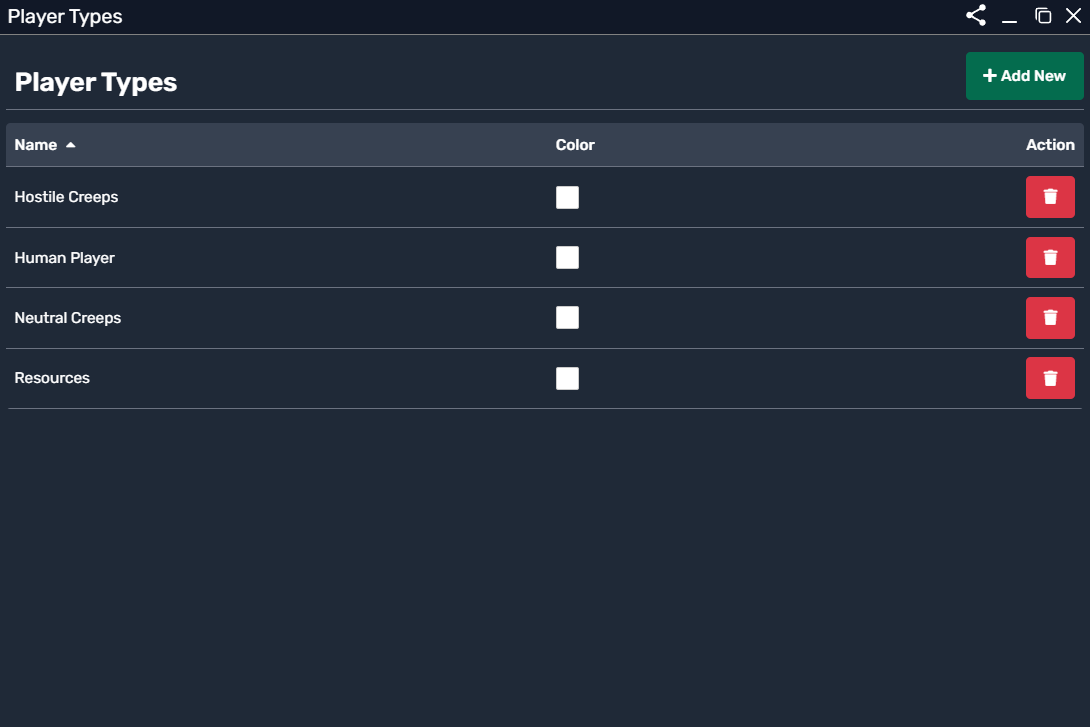 Player Types
Player Types
Add New
Name Color Action
Hostile Creeps
Human Player
Neutral Creeps
Resources